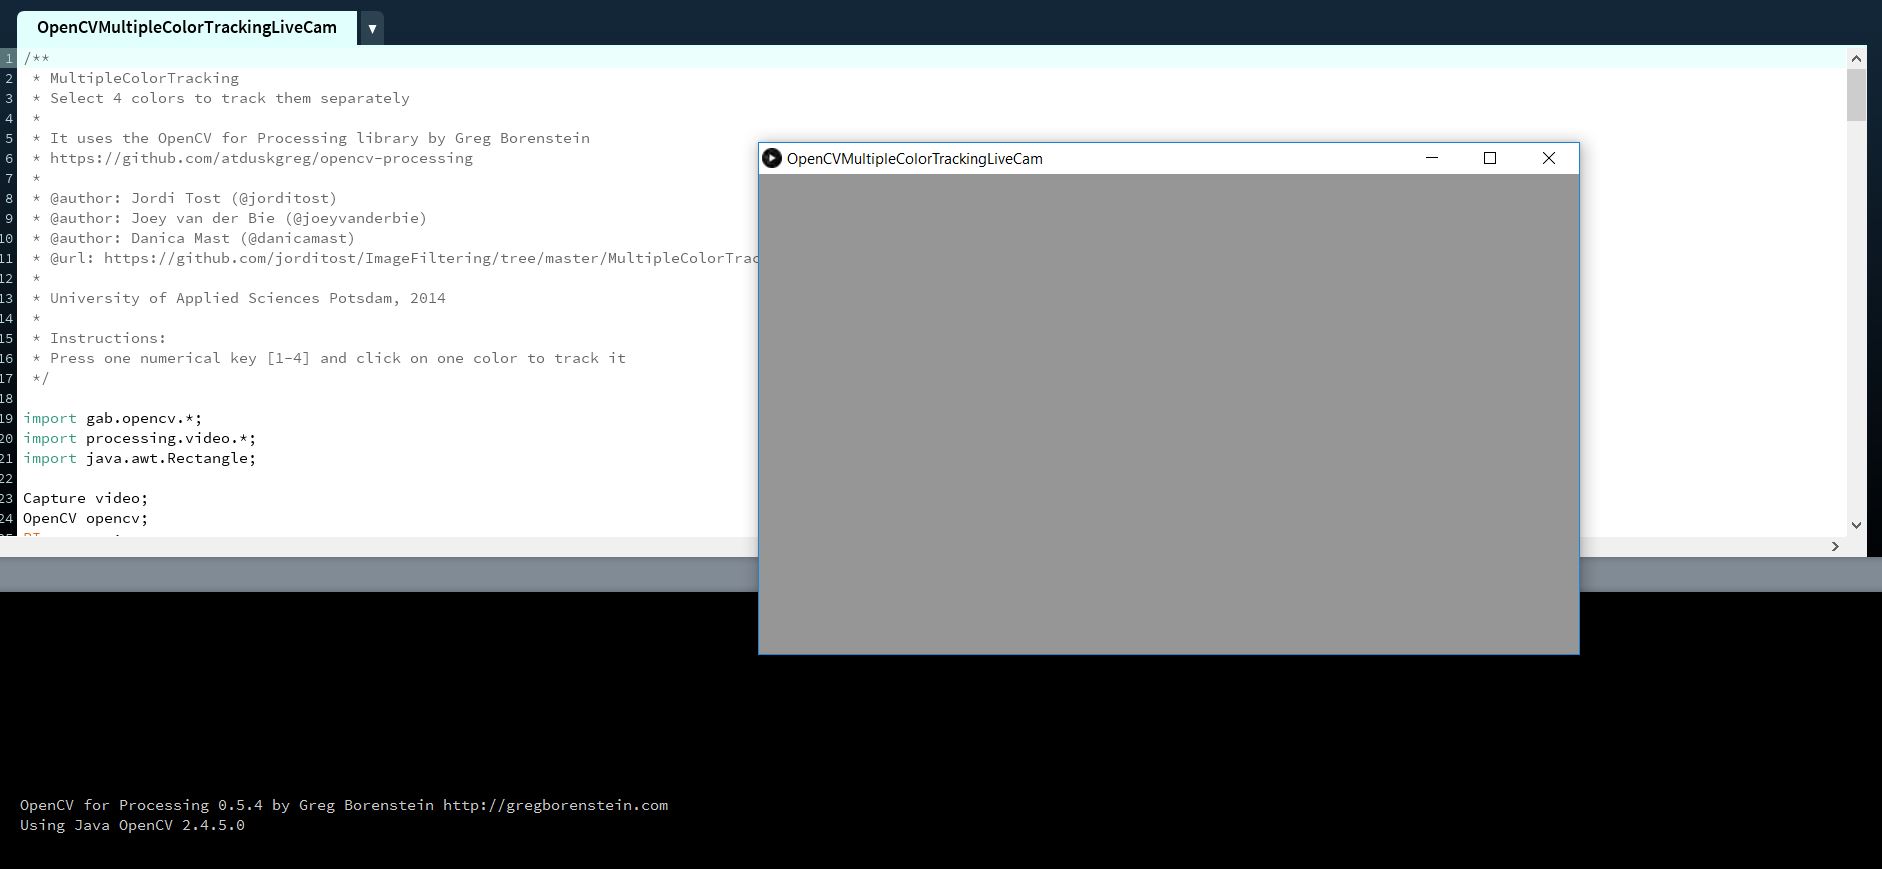 OpenCVMultipleColorTrackingLiveCam
1 /**
2 * MultipleColorTracking
3 * Select 4 colors to track them separately
4 *
5 * It uses the OpenCV for Processing library by Greg Borenstein
6 * https://github.com/atduskgreg/opencv-processing
7 *
8 * @author: Jordi Tost (@jorditost)
9 * @author: Joey van der Bie (@joeyvanderbie)
10 * @author: Danica Mast (@danicamast)
11 * @url: https://github.com/jorditost/ImageFiltering/tree/master/MultipleColorTrac
12 *
13 * University of Applied Sciences Potsdam, 2014
14 *
15 * Instructions:
16 * Press one numerical key [1-4] and click on one color to track it
17 */
18
19 import gab.opencv.*;
20 import processing.video.*;
21 import java.awt.Rectangle;
22
23 Capture video;
24 OpenCV opencv;
OpenCVMultipleColorTrackingLiveCam
OpenCV for Processing 0.5.4 by Greg Borenstein http://gregborenstein.com
Using Java OpenCV 2.4.5.0